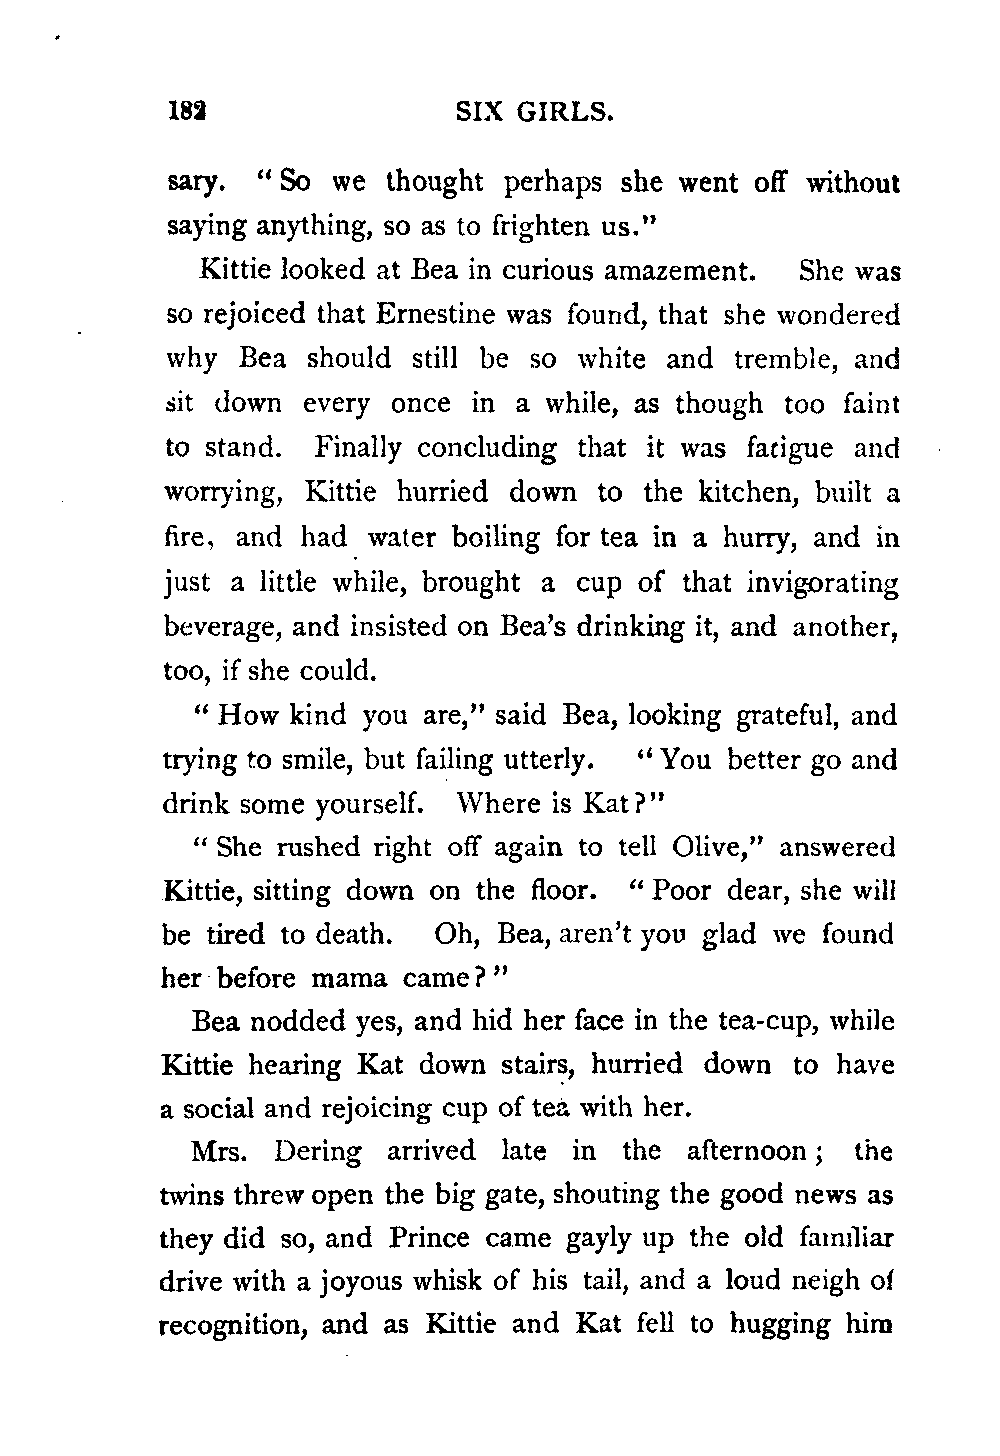 182 SIX GIRLS.
sary. "So we thought perhaps she went off without
saying anything, so as to frighten us."
Kittie looked at Bea in curious amazement. She was
so rejoiced that Ernestine was found, that she wondered
why Bea should still be so white and tremble, and
sit down every once in a while, as though too faint
to stand. Finally concluding that it was fatigue and
worrying, Kittie hurried down to the kitchen, built a
fire, and had water boiling for tea in a hurry, and in
just a little while, brought a cup of that invigorating
beverage, and insisted on Bea's drinking it, and another,
too, if she could.
"How kind you are," said Bea, looking grateful, and
trying to smile, but failing utterly. "You better go and
drink some yourself. Where is Kat?"
"She rushed right off again to tell Olive," answered
Kittie, sitting down on the floor. "Poor dear, she will
be tired to death. Oh, Bea, aren't you glad we found
her before mama came?"
Bea nodded yes, and hid her face in the tea-cup, while
Kittie hearing Kat down stairs, hurried down to have
a social and rejoicing cup of tea with her.
Mrs. Dering arrived late in the afternoon; the
twins threw open the big gate, shouting the good news as
they did so, and Prince came gayly up the old familiar
drive with a joyous whisk of his tail, and a loud neigh of
recognition, and as Kittie and Kat fell to hugging him